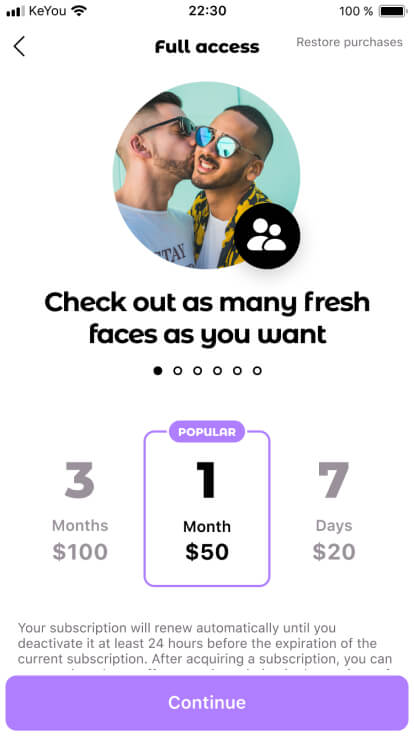 KeYou 22:30 100 %
Full access
Restore purchases
STAY
Check out as many fresh
faces as you want
POPULAR
3 1 7
Months Month Days
$100 $50 $20
Your subscription will renew automatically until you
deactivate it at least 24 hours before the expiration of the
current subscription. After acquiring a subscription, you can
Continue